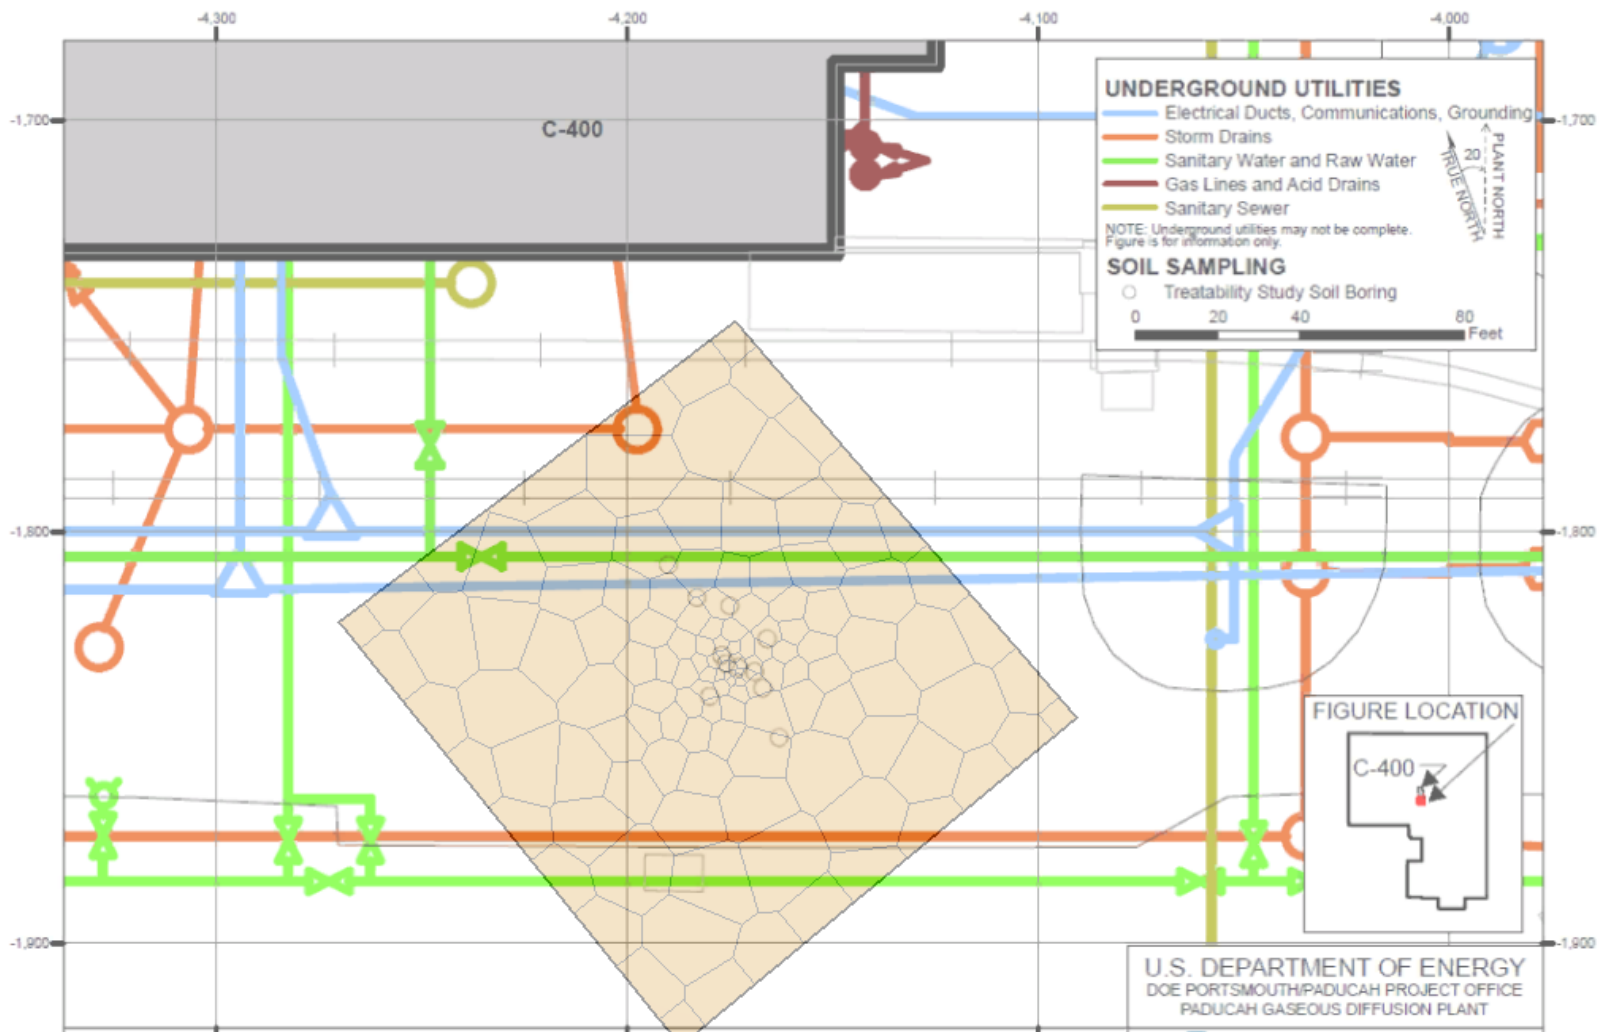 -4,300 -4,200 -4,100 -4,000
-1,700
-1,700
C-400
UNDERGROUND UTILITIES
Electrical Ducts, Communications, Grounding
Storm Drains
Sanitary Water and Raw Water
Gas Lines and Acid Drains
Sanitary Sewer
NOTE: Underground utilities may not be complete.
Figure is for information only.
TRUE NORTH
20
PLANT NORTH
SOIL SAMPLING
Treatability Study Soil Boring
0 20 40 80
Feet
-1,800
-1,800
FIGURE LOCATION
C-400
-1,900
-1,900
U.S. DEPARTMENT OF ENERGY
DOE PORTSMOUTH/PADUCAH PROJECT OFFICE
PADUCAH GASEOUS DIFFUSION PLANT